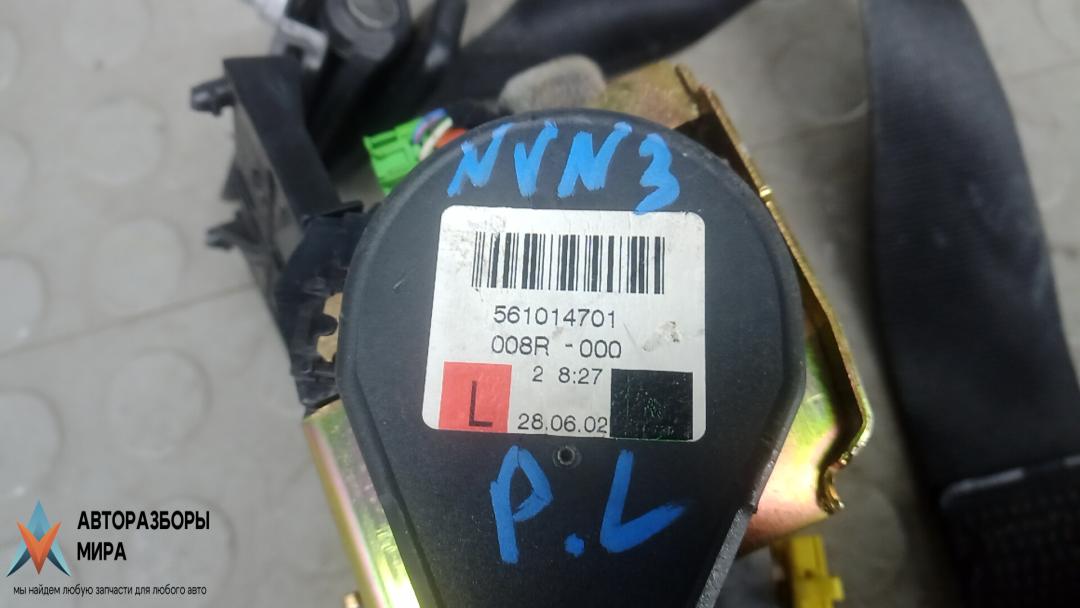 NVN3
561014701
008R - 000
2 8:27
L
28.06.02
P.L
АВТОРАЗБОРЫ
МИРА
мы найдем любую запчасти для любого авто